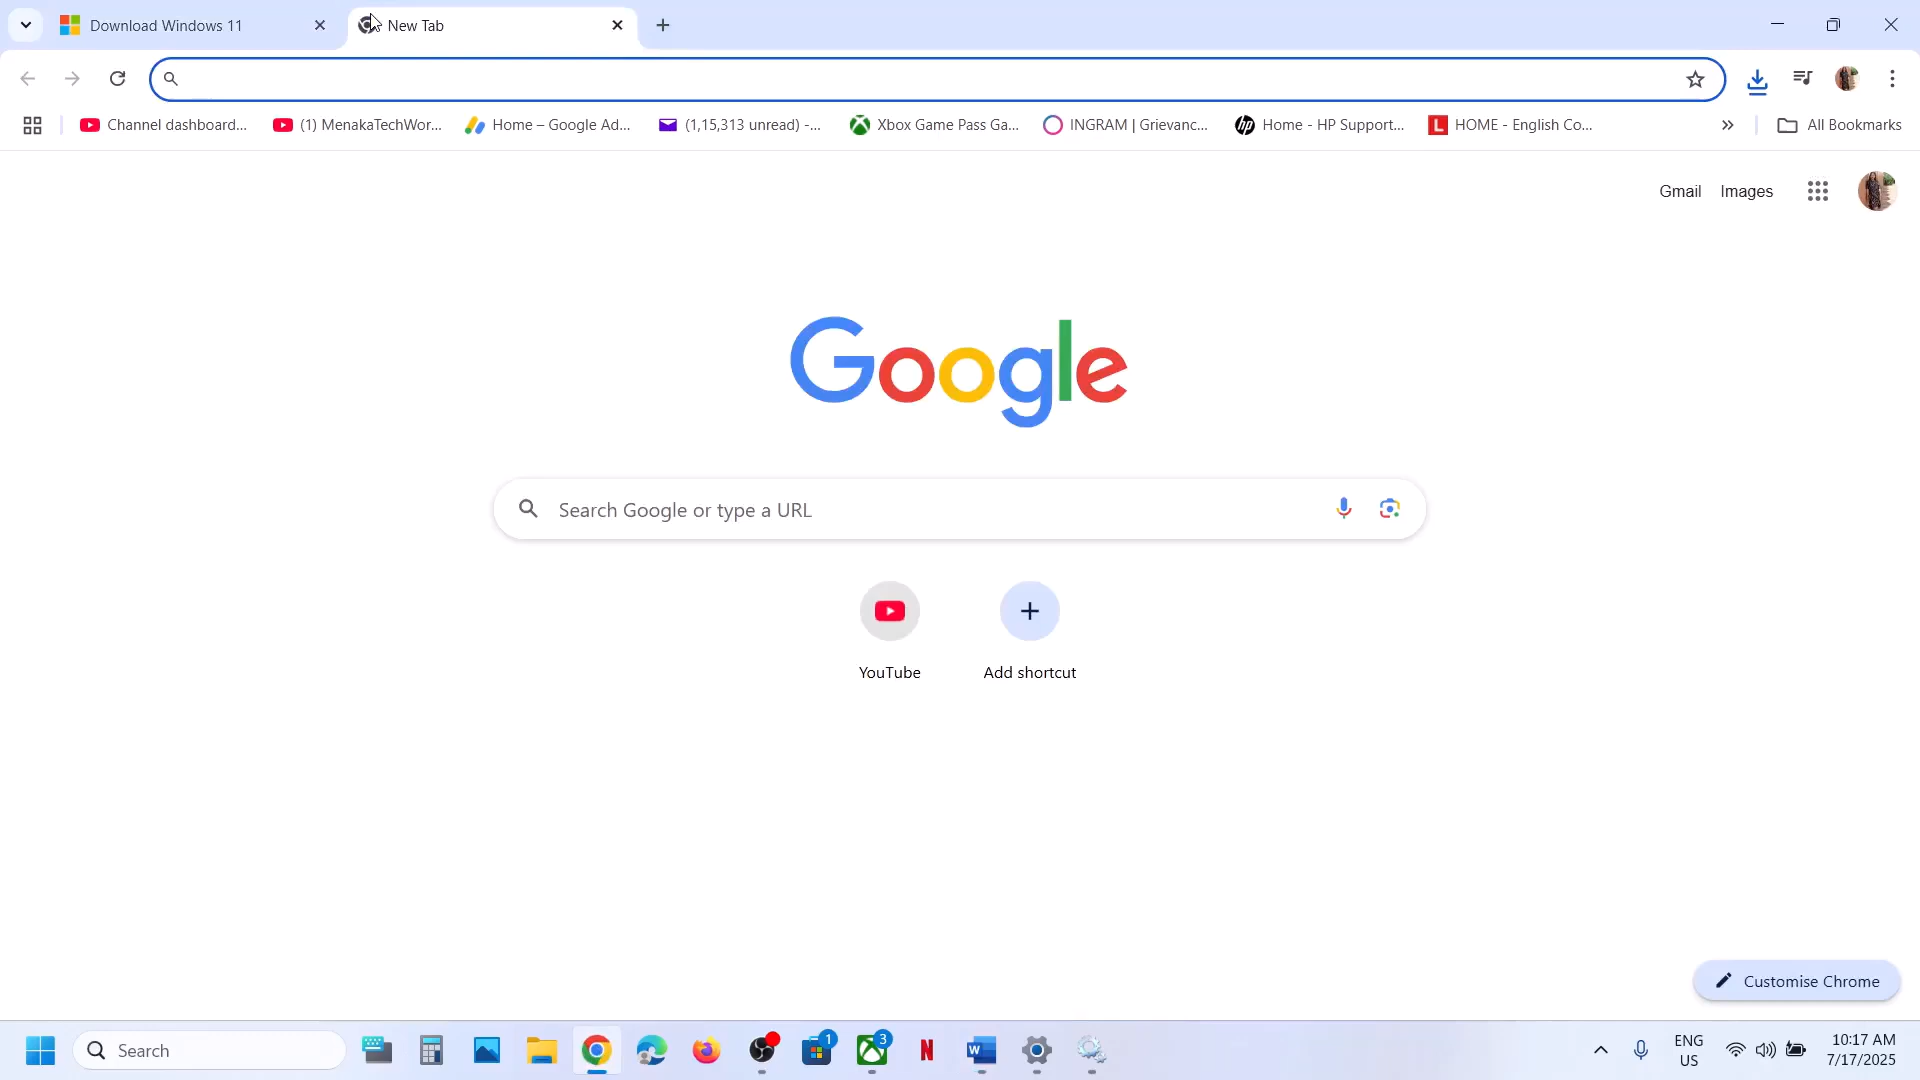 Download Windows 11
New Tab
Channel dashboard...
(1) MenakaTechWor...
Home – Google Ad...
(1,15,313 unread) -...
Xbox Game Pass Ga...
INGRAM | Grievanc...
Home - HP Support...
HOME - English Co...
All Bookmarks
Gmail
Images
Google
Search Google or type a URL
YouTube
Add shortcut
Customise Chrome
Search
1
3
ENG
US
10:17 AM
7/17/2025